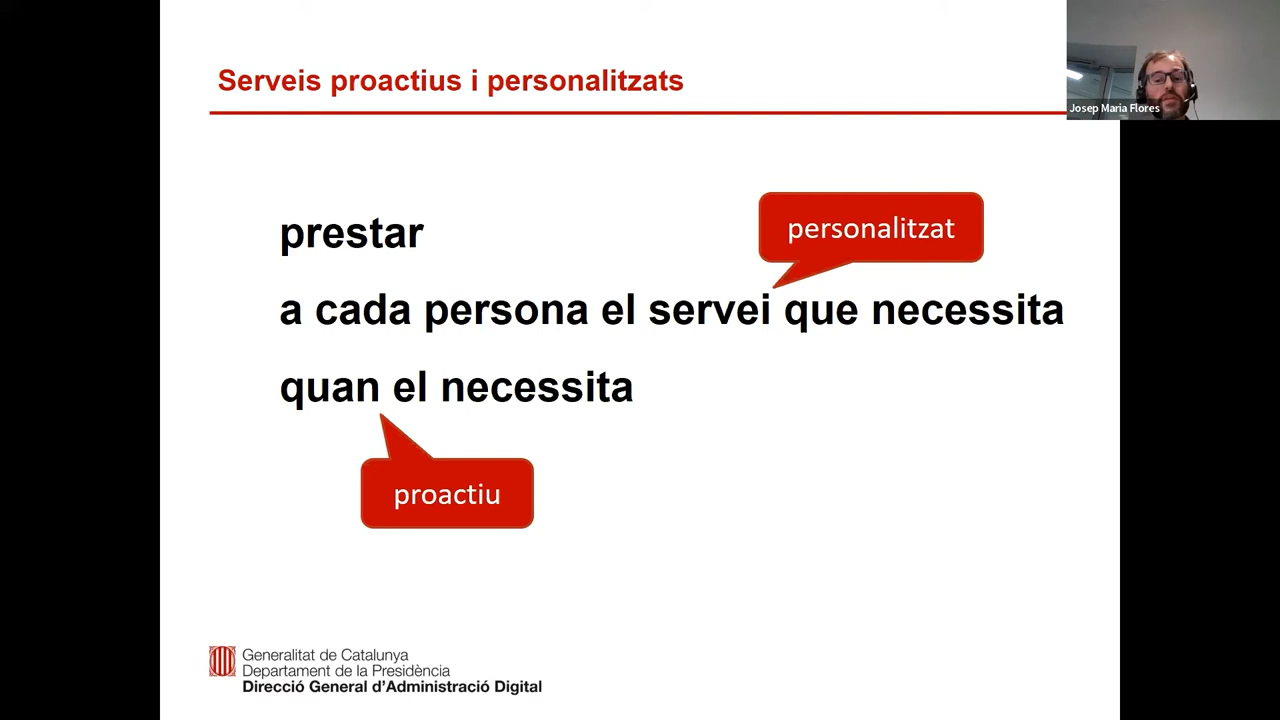 Serveis proactius i personalitzats
Josep Maria Flores
prestar
personalitzat
a cada persona el servei que necessita
quan el necessita
proactiu
Generalitat de Catalunya
Departament de la Presidència
Direcció General d'Administració Digital